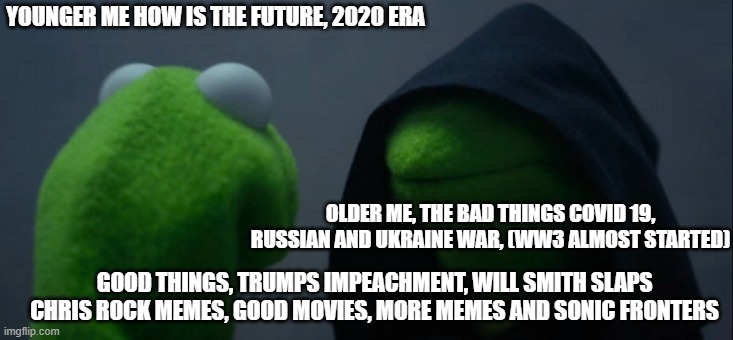 YOUNGER ME HOW IS THE FUTURE, 2020 ERA
OLDER ME, THE BAD THINGS COVID 19,
RUSSIAN AND UKRAINE WAR, (WW3 ALMOST STARTED)
GOOD THINGS, TRUMPS IMPEACHMENT, WILL SMITH SLAPS
CHRIS ROCK MEMES, GOOD MOVIES, MORE MEMES AND SONIC FRONTERS
imgflip.com